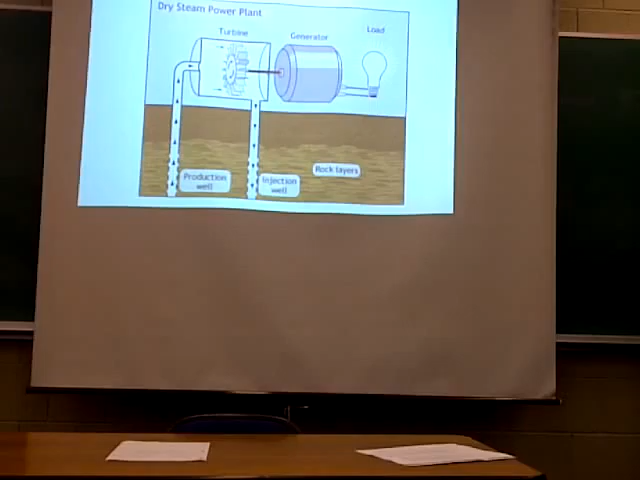 Dry Steam Power Plant
Turbine
Generator
Load
Production
well
Injection
well
Rock layers